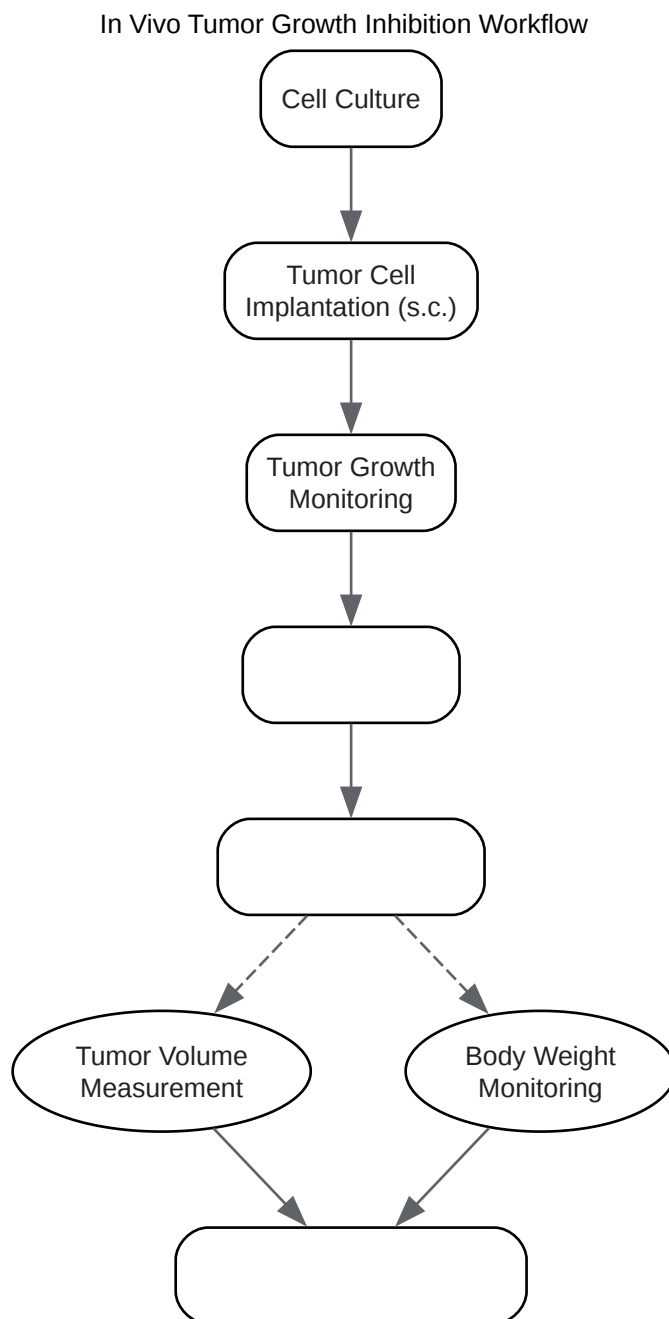 In Vivo Tumor Growth Inhibition Workflow
Cell Culture
Tumor Cell
Implantation (s.c.)
Tumor Growth
Monitoring
Tumor Volume
Measurement
Body Weight
Monitoring